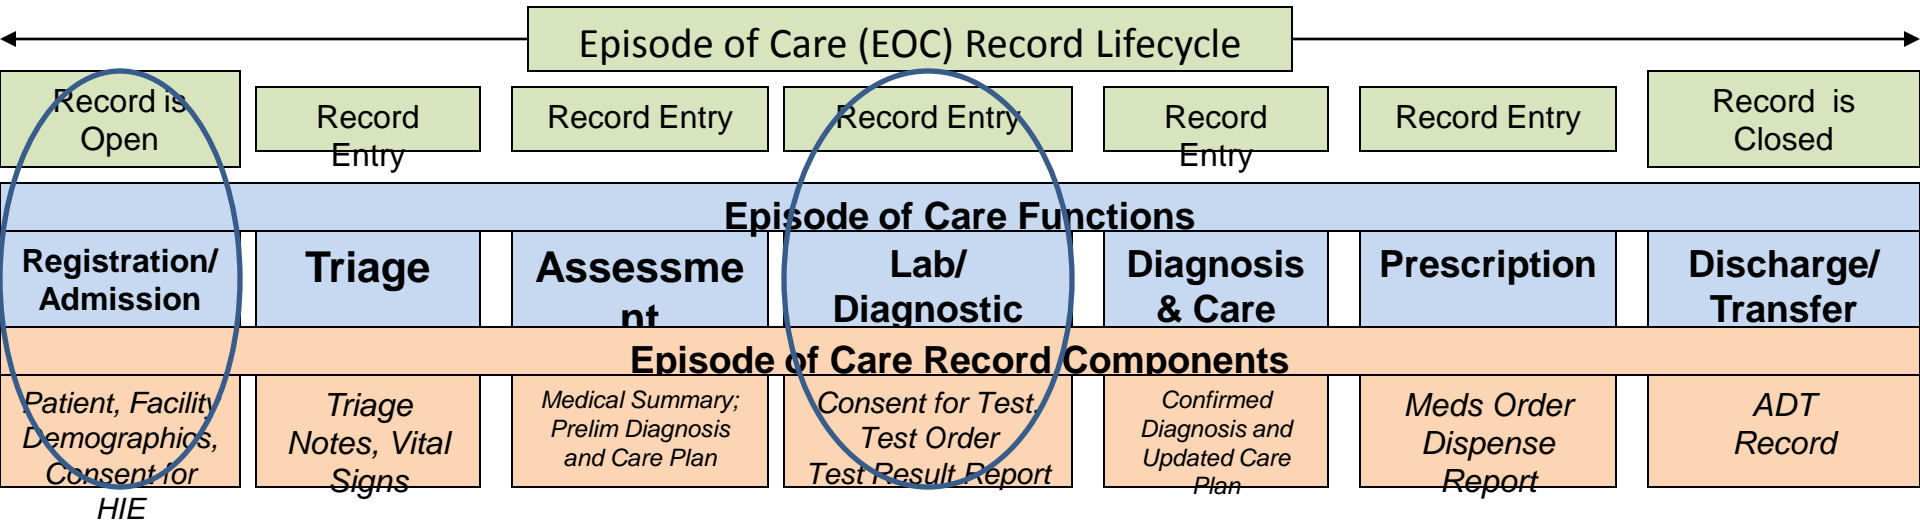 Episode of Care (EOC) Record Lifecycle
Record is
Open
Record
Entry
Record Entry
Record Entry
Record
Entry
Record Entry
Record is
Closed
Episode of Care Functions
Registration/
Admission
Triage
Assessme
nt
Lab/
Diagnostic
Diagnosis
& Care
Prescription
Discharge/
Transfer
Episode of Care Record Components
Patient, Facility
Demographics,
Consent for
HIE
Triage
Notes, Vital
Signs
Medical Summary;
Prelim Diagnosis
and Care Plan
Consent for Test,
Test Order
Test Result Report
Confirmed
Diagnosis and
Updated Care
Plan
Meds Order
Dispense
Report
ADT
Record